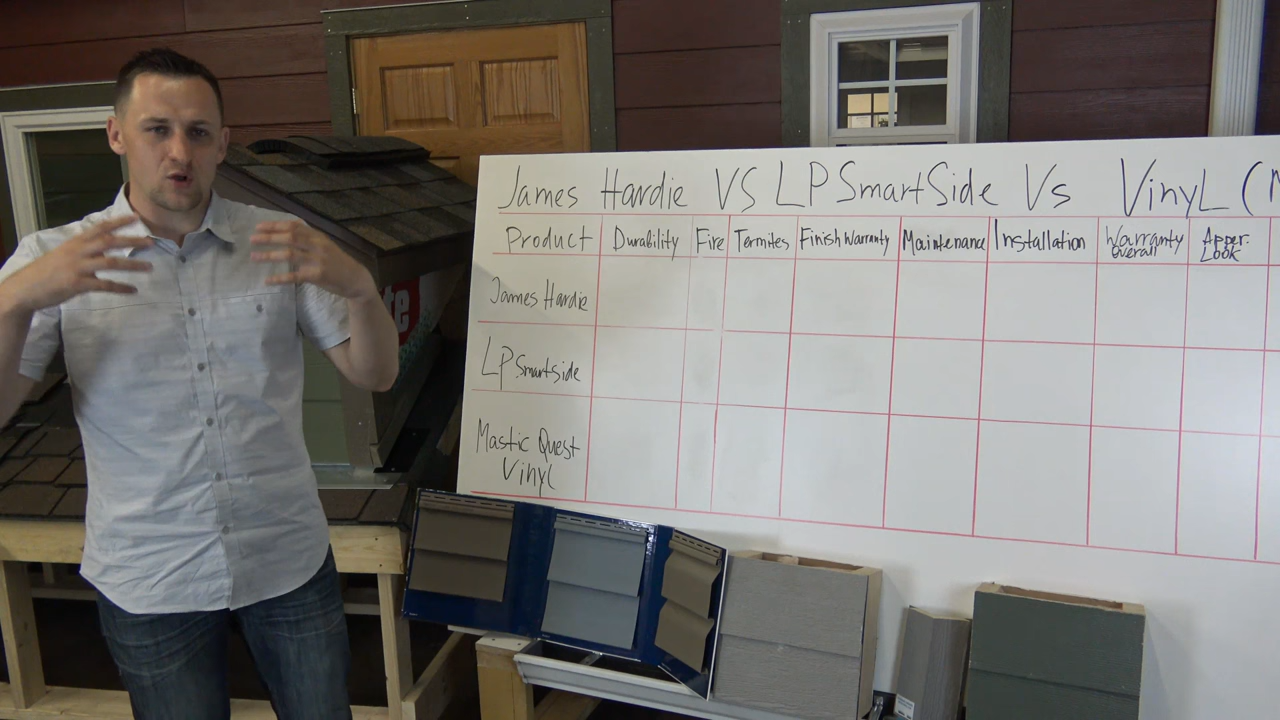 James Hardie VS LP SmartSide Vs VinyL (
Product Durability Fire Termites Finish Warranty Maintenance Installation Warranty Overall Apper. Look
James Hardie
LP Smartside
Mastic Quest
Vinyl